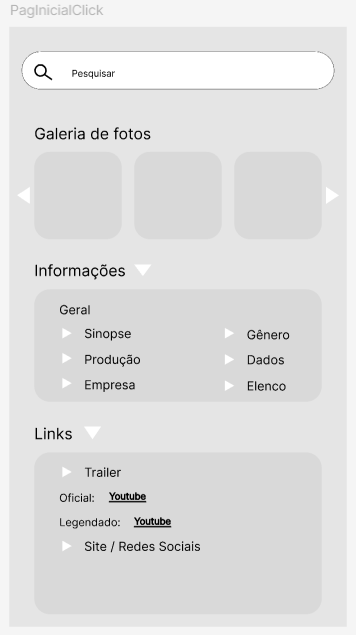 PagInicialClick
Pesquisar
Galeria de fotos
Informações
Geral
Sinopse
Gênero
Produção
Dados
Empresa
Elenco
Links
Trailer
Oficial: Youtube
Legendado: Youtube
Site / Redes Sociais